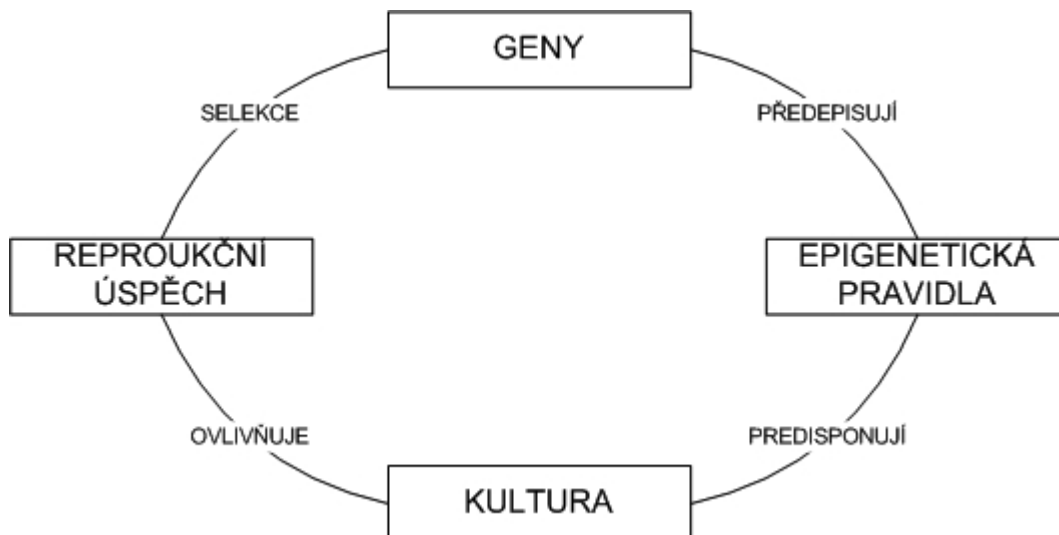 GENY
SELEKCE
PŘEDEPISUJÍ
REPROUKČNÍ
ÚSPĚCH
EPIGENETICKÁ
PRAVIDLA
OVLIVŇUJE
PREDISPONUJÍ
KULTURA